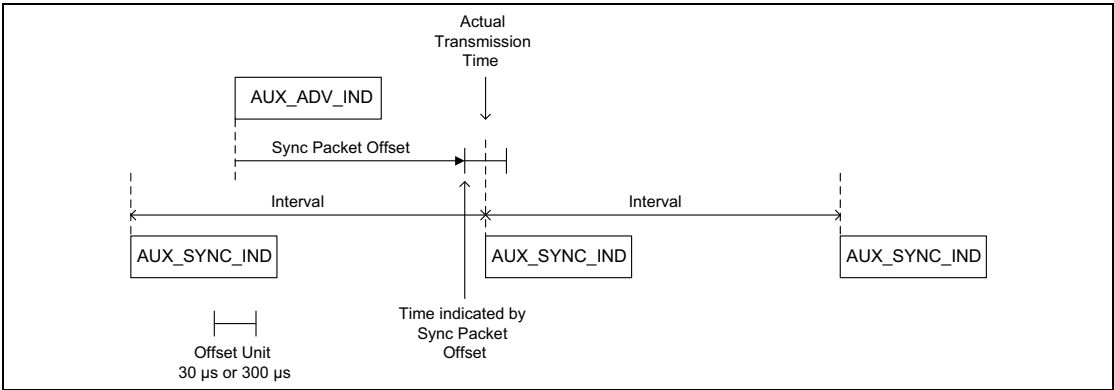 Actual
Transmission
Time
AUX_ADV_IND
Sync Packet Offset
Interval
Interval
AUX_SYNC_IND
AUX_SYNC_IND
AUX_SYNC_IND
Time indicated by
Sync Packet
Offset
Offset Unit
30 µs or 300 µs